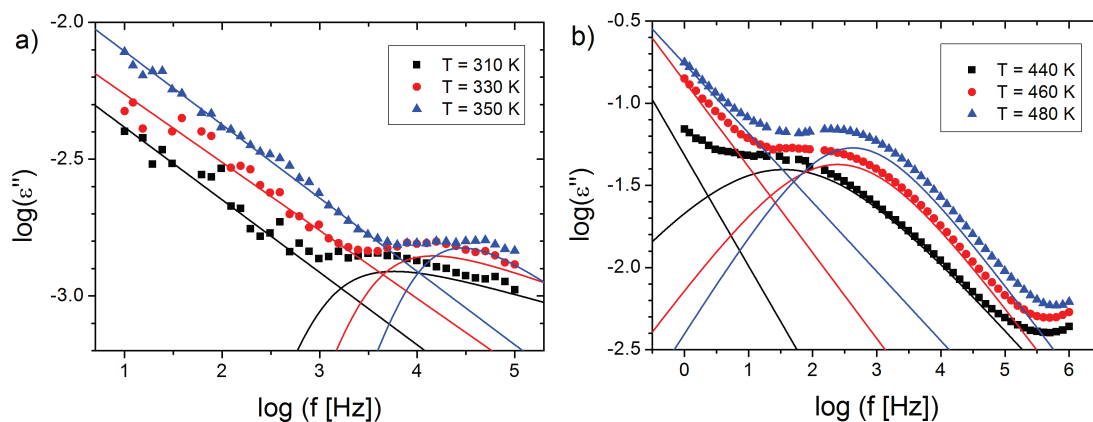 a)
-2.0
-2.5
-3.0
log(ε'')
T = 310 K
T = 330 K
T = 350 K
1 2 3 4 5
log (f [Hz])
b)
-0.5
-1.0
-1.5
-2.0
-2.5
log(ε'')
T = 440 K
T = 460 K
T = 480 K
0 1 2 3 4 5 6
log (f [Hz])